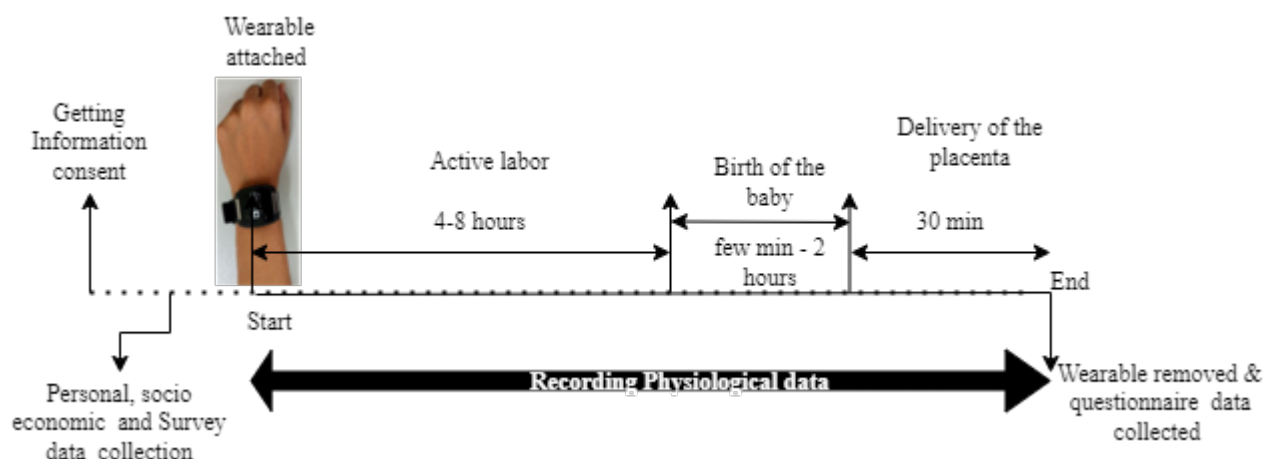 Wearable
attached
Getting
Information
consent
Active labor
4-8 hours
Birth of the
baby
few min - 2
hours
Delivery of the
placenta
30 min
Start
End
Recording Physiological data
Personal, socio
economic and Survey
data collection
Wearable removed &
questionnaire data
collected